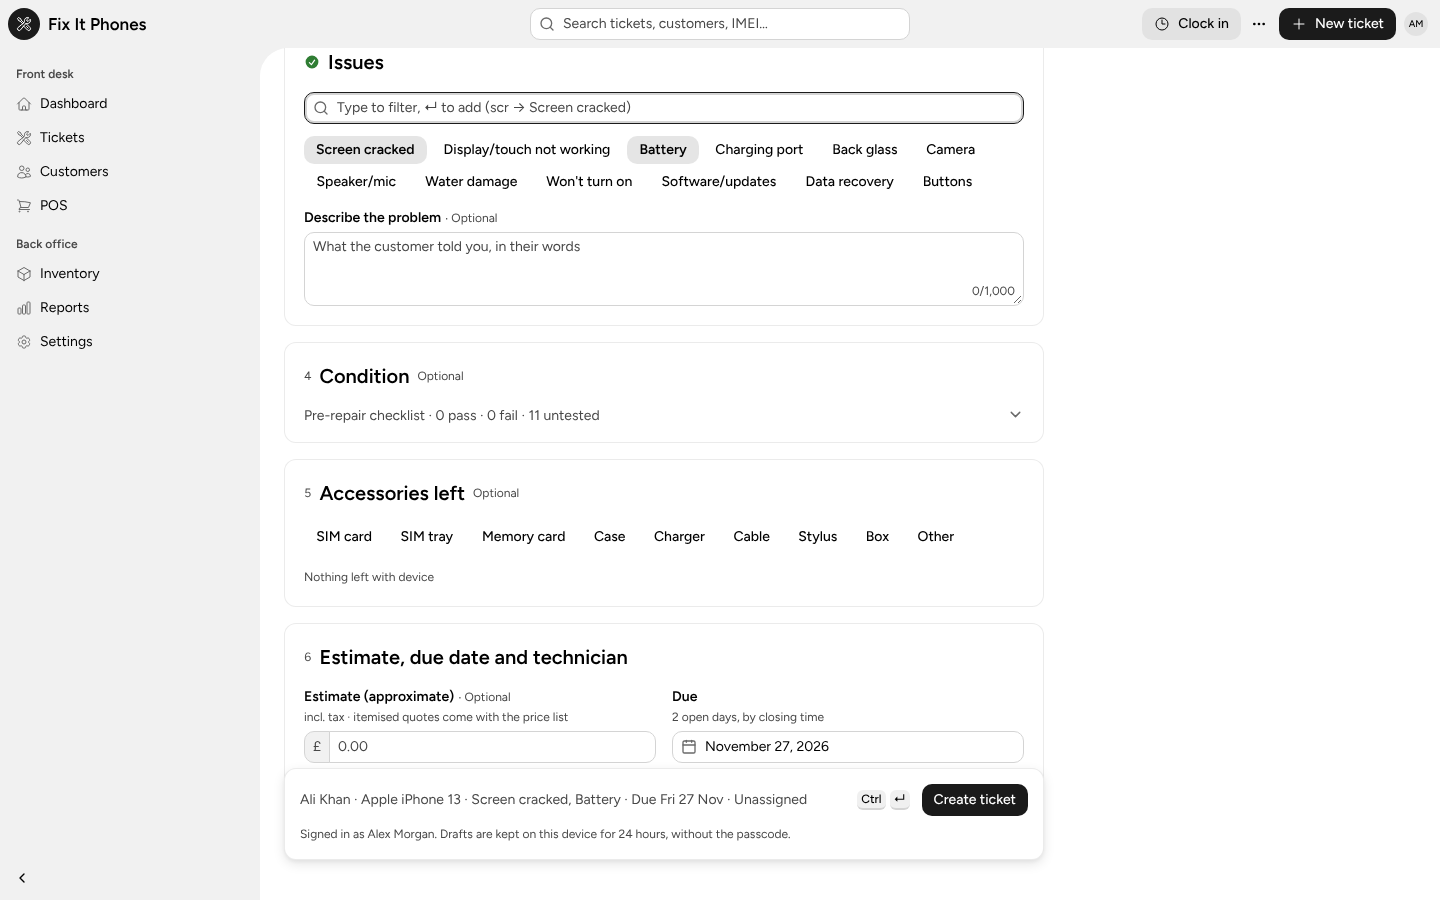 Fix It Phones
Search tickets, customers, IMEI...
Clock in
New ticket
AM
Front desk
Dashboard
Tickets
Customers
POS
Back office
Inventory
Reports
Settings
Issues
Type to filter, ↵ to add (scr → Screen cracked)
Screen cracked Display/touch not working Battery Charging port Back glass Camera
Speaker/mic Water damage Won't turn on Software/updates Data recovery Buttons
Describe the problem · Optional
What the customer told you, in their words
0/1,000
4 Condition Optional
Pre-repair checklist · 0 pass · 0 fail · 11 untested
5 Accessories left Optional
SIM card SIM tray Memory card Case Charger Cable Stylus Box Other
Nothing left with device
6 Estimate, due date and technician
Estimate (approximate) · Optional
incl. tax · itemised quotes come with the price list
£ 0.00
Due
2 open days, by closing time
November 27, 2026
Ali Khan · Apple iPhone 13 · Screen cracked, Battery · Due Fri 27 Nov · Unassigned
Ctrl ↵ Create ticket
Signed in as Alex Morgan. Drafts are kept on this device for 24 hours, without the passcode.